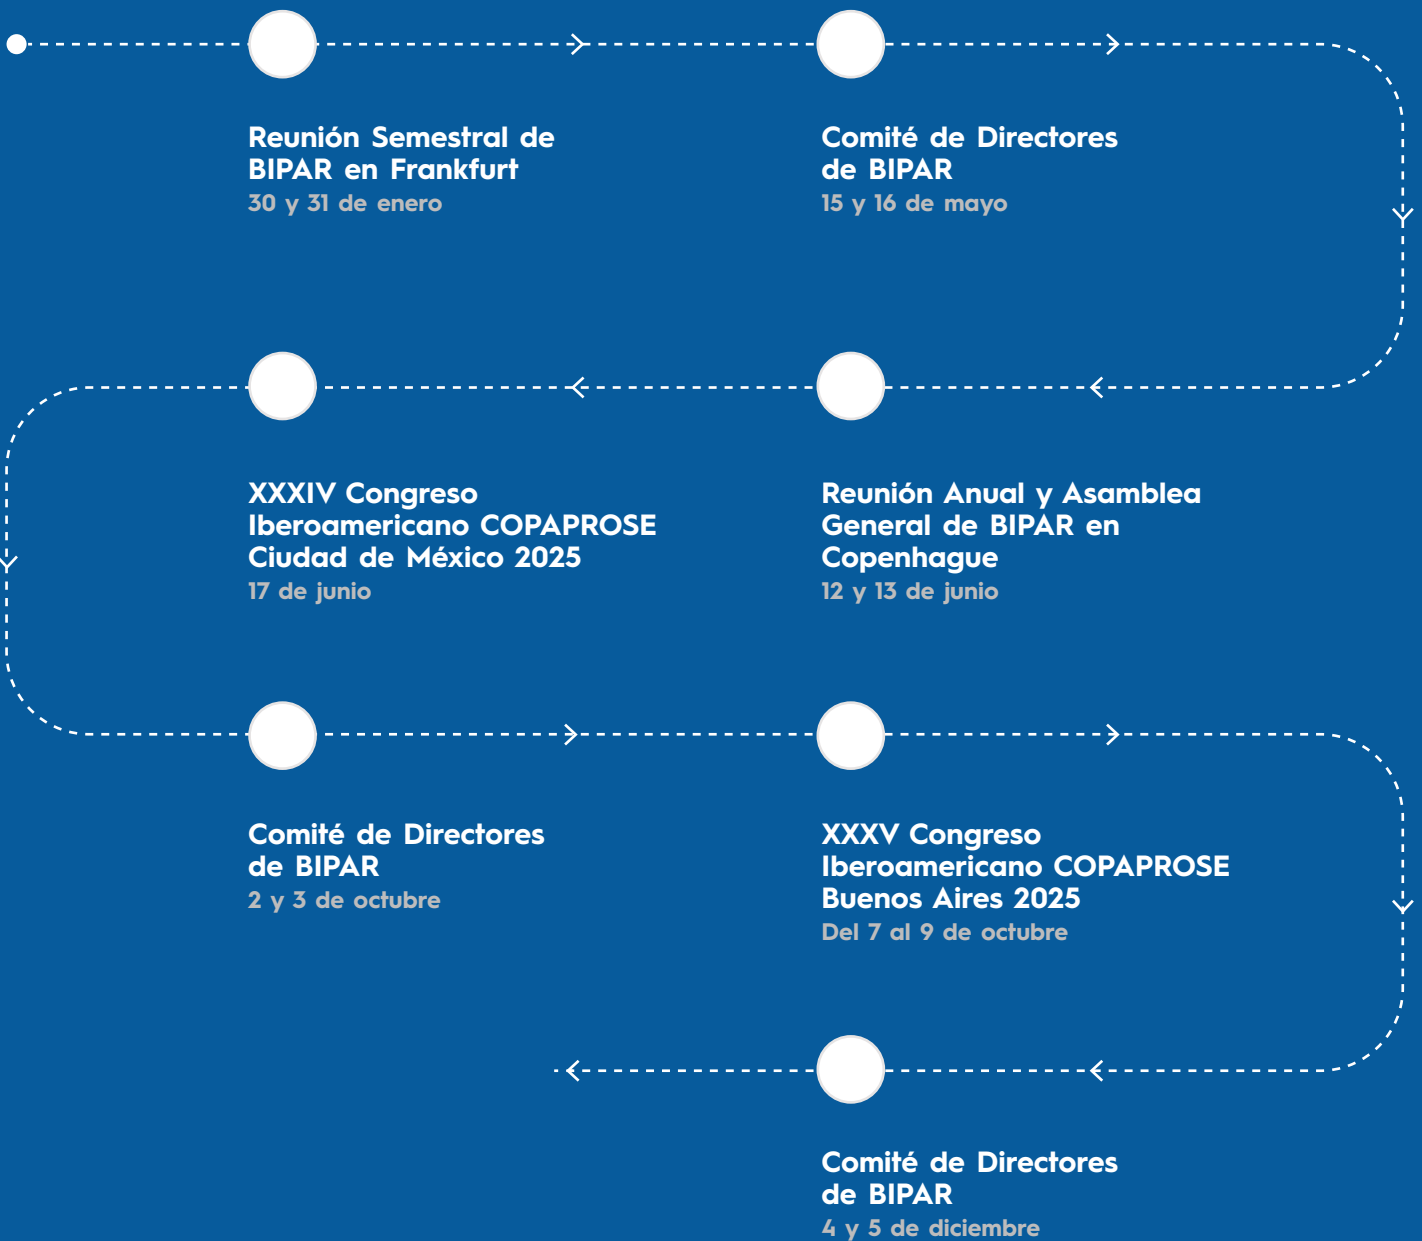 Reunión Semestral de
BIPAR en Frankfurt
30 y 31 de enero
Comité de Directores
de BIPAR
15 y 16 de mayo
Reunión Anual y Asamblea
General de BIPAR en
Copenhague
12 y 13 de junio
XXXIV Congreso
Iberoamericano COPAPROSE
Ciudad de México 2025
17 de junio
Comité de Directores
de BIPAR
2 y 3 de octubre
XXXV Congreso
Iberoamericano COPAPROSE
Buenos Aires 2025
Del 7 al 9 de octubre
Comité de Directores
de BIPAR
4 y 5 de diciembre